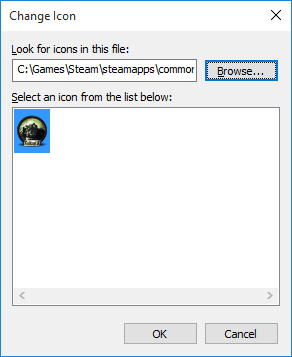 Change Icon
Look for icons in this file:
C:\Games\Steam\steamapps\commor
Browse...
Select an icon from the list below:
OK
Cancel